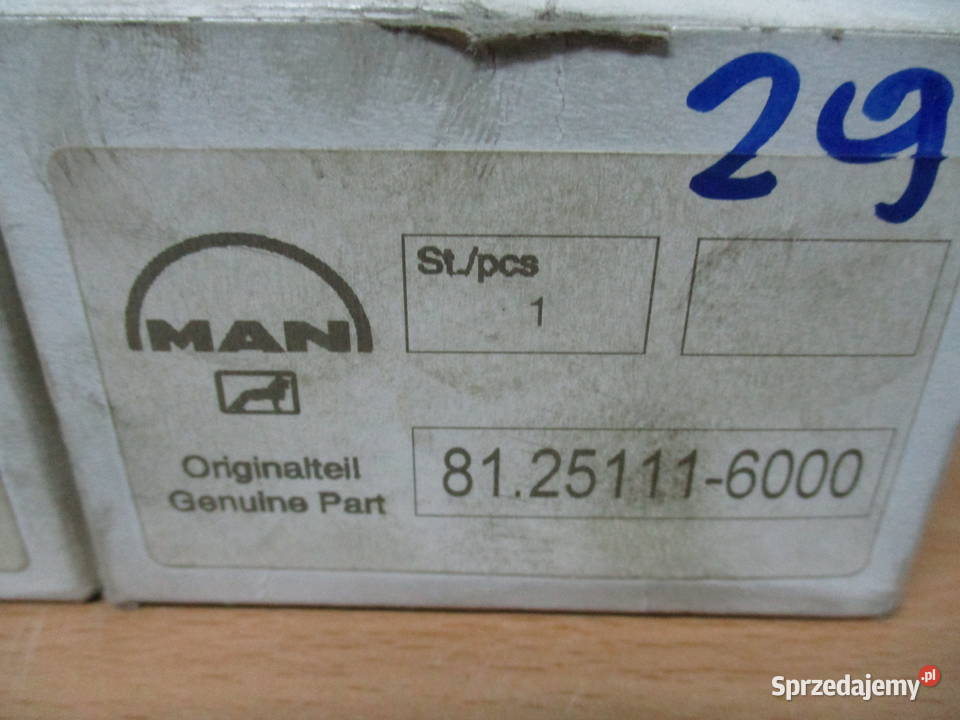 29
MAN
St./pcs
1
Originalteil
Genuine Part
81.25111-6000
Sprzedajemy.pl